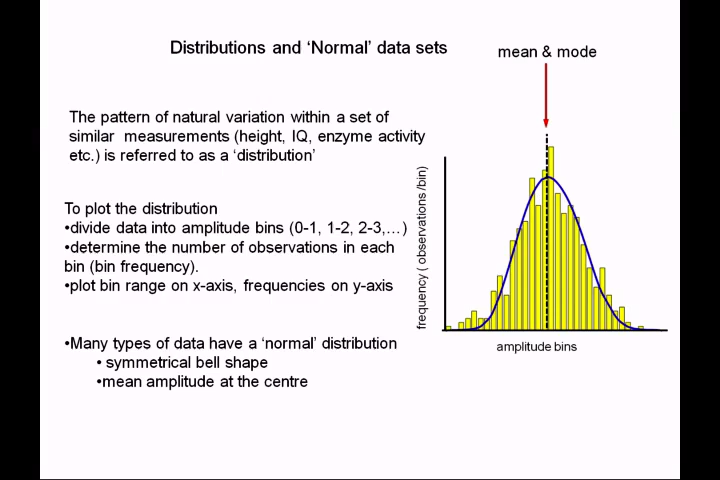 Distributions and ‘Normal’ data sets
mean & mode
The pattern of natural variation within a set of
similar measurements (height, IQ, enzyme activity
etc.) is referred to as a ‘distribution’
To plot the distribution
•divide data into amplitude bins (0-1, 1-2, 2-3,…)
•determine the number of observations in each
bin (bin frequency).
•plot bin range on x-axis, frequencies on y-axis
•Many types of data have a ‘normal’ distribution
• symmetrical bell shape
•mean amplitude at the centre
frequency ( observations /bin)
amplitude bins